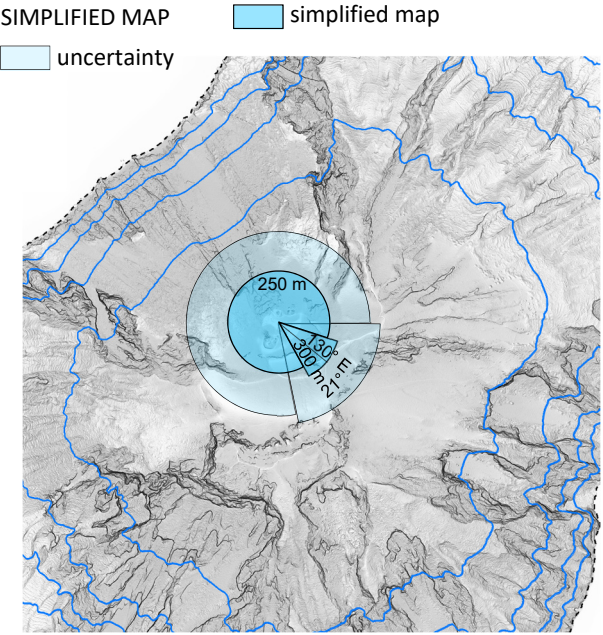 SIMPLIFIED MAP
simplified map
uncertainty
250 m
130°
300 m
21°